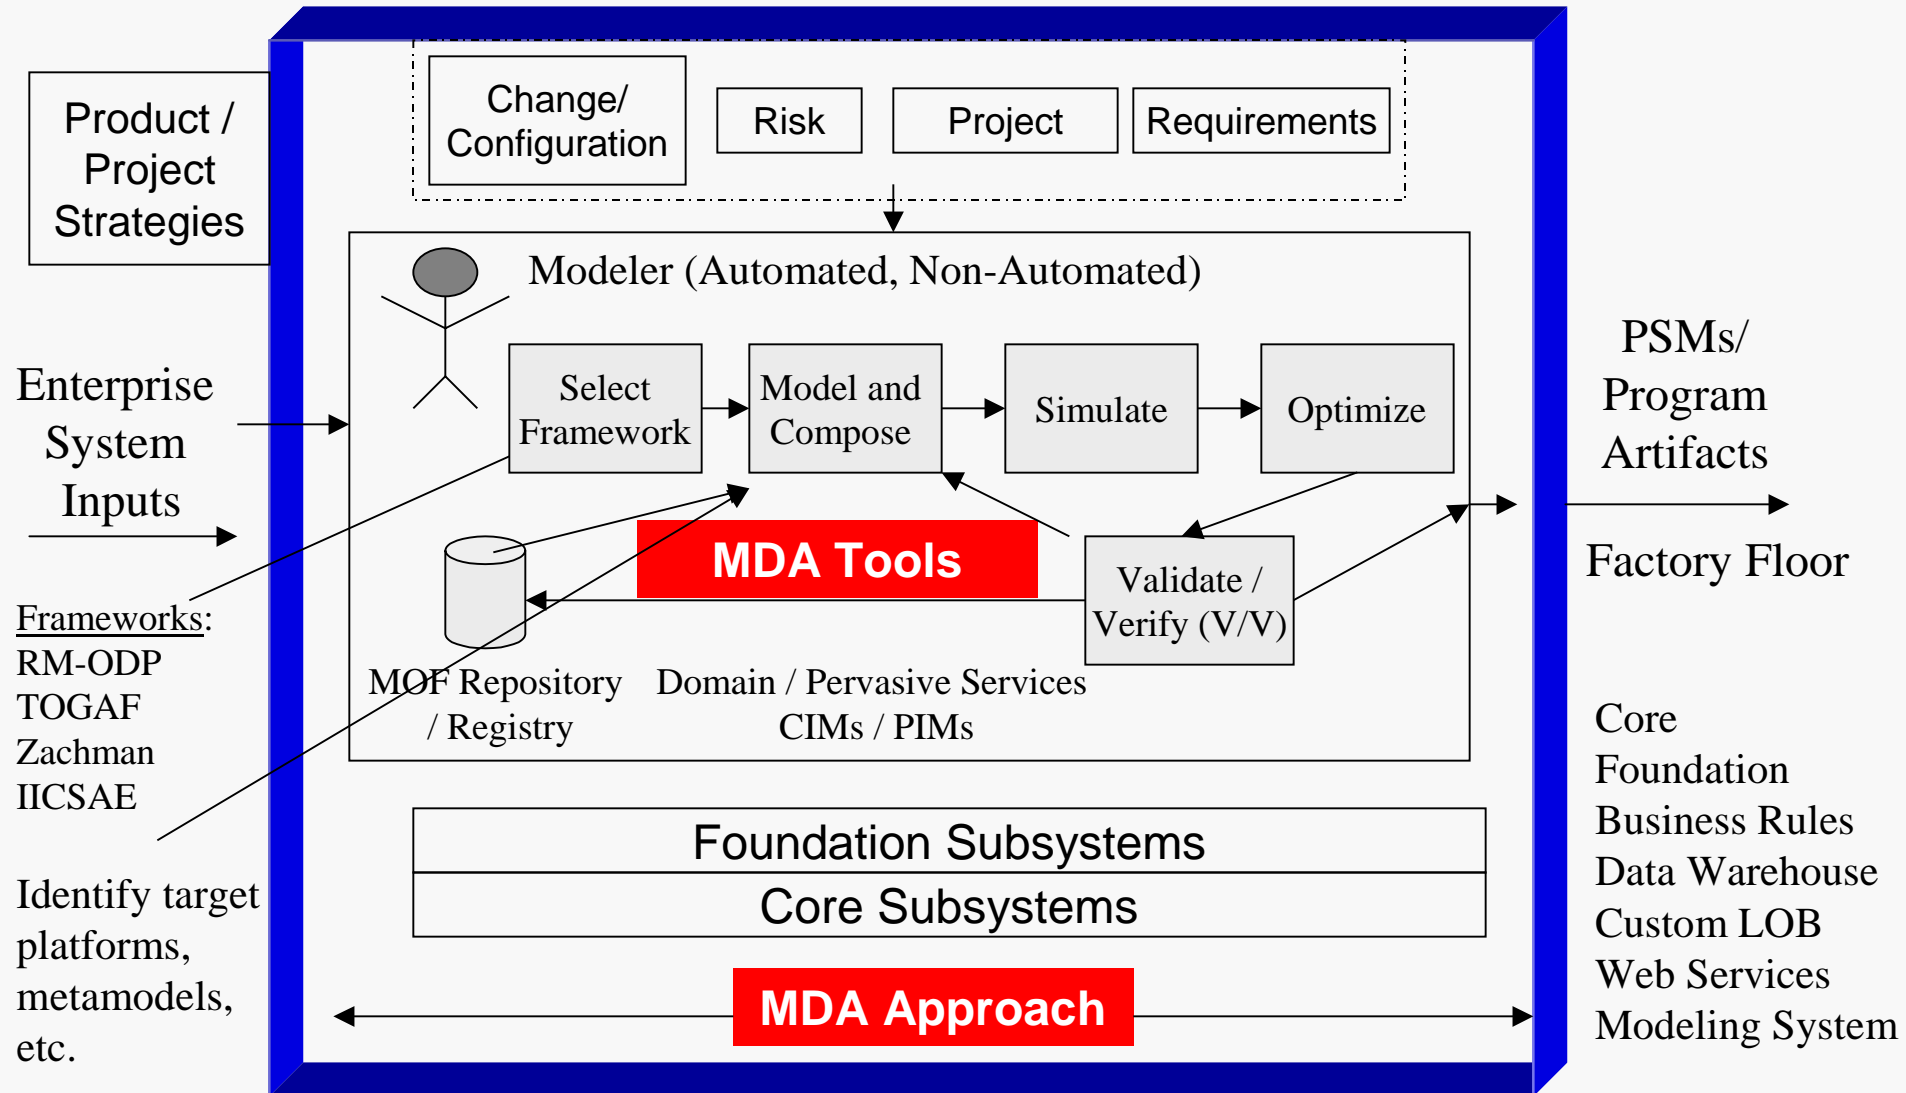 Product /
Project
Strategies
Change/
Configuration
Risk
Project
Requirements
Modeler (Automated, Non-Automated)
Select
Framework
Model and
Compose
Simulate
Optimize
Enterprise
System
Inputs
PSMs/
Program
Artifacts
Factory Floor
MDA Tools
Validate /
Verify (V/V)
MOF Repository
/ Registry
Domain / Pervasive Services
CIMs / PIMs
Frameworks:
RM-ODP
TOGAF
Zachman
IICSAE
Identify target
platforms,
metamodels,
etc.
Foundation Subsystems
Core Subsystems
MDA Approach
Core
Foundation
Business Rules
Data Warehouse
Custom LOB
Web Services
Modeling System